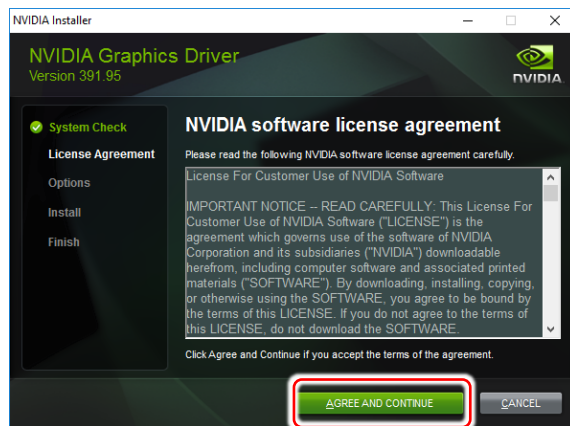 NVIDIA Installer
NVIDIA Graphics Driver
Version 391.95
NVIDIA.
System Check
License Agreement
Options
Install
Finish
NVIDIA software license agreement
Please read the following NVIDIA software license agreement carefully.
License For Customer Use of NVIDIA Software
IMPORTANT NOTICE -- READ CAREFULLY: This License For
Customer Use of NVIDIA Software ("LICENSE") is the
agreement which governs use of the software of NVIDIA
Corporation and its subsidiaries ("NVIDIA") downloadable
herefrom, including computer software and associated printed
materials ("SOFTWARE"). By downloading, installing, copying,
or otherwise using the SOFTWARE, you agree to be bound by
the terms of this LICENSE. If you do not agree to the terms of
this LICENSE, do not download the SOFTWARE.
Click Agree and Continue if you accept the terms of the agreement.
AGREE AND CONTINUE
CANCEL